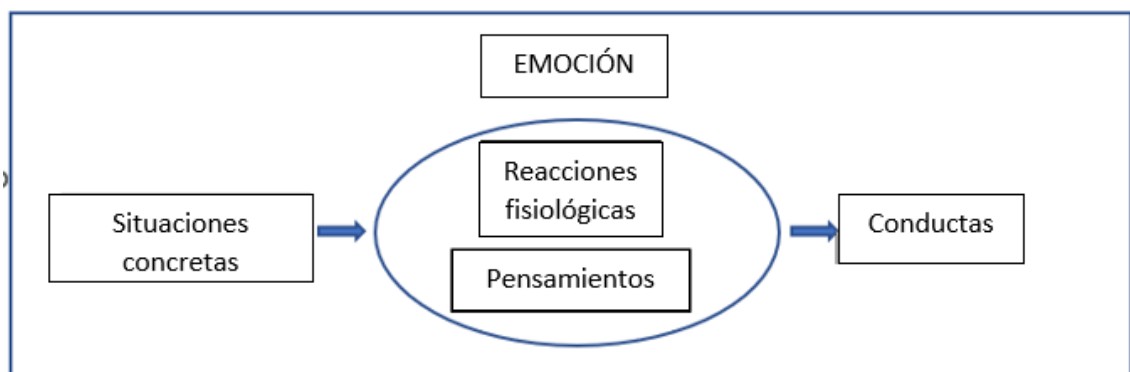 EMOCIÓN
Reacciones
fisiológicas
Situaciones
concretas
Conductas
Pensamientos